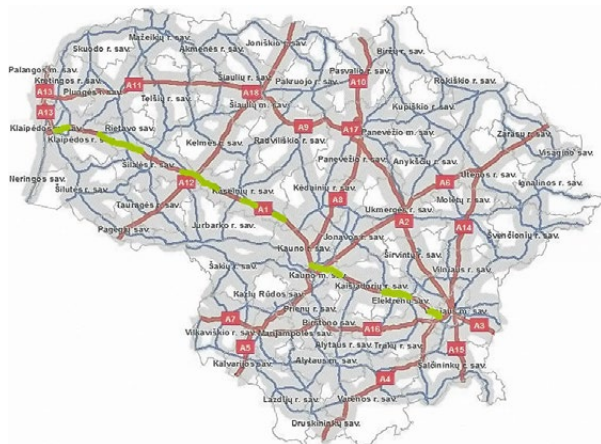 Mažeikių r. sav.
Skuodo r. sav.
Akmenės r. sav.
Joniškio r. sav.
Biržų r. sav.
Palangos m. sav.
Kretingos r. sav.
Pasvalio r. sav.
Rokiškio r. sav.
A13
Plungės r. sav.
A11
Telšių r. sav.
Šiaulių r. sav.
A18
Pakruojo r. sav.
A10
Kupiškio r. sav.
A13
Šiaulių m. sav.
A9
A17
Panevėžio m. sav.
Klaipėdos
Klaipėdos r. sav.
Rietavo sav.
Kelmės r. sav.
Radviliškio r. sav.
Zarasų r. sav.
Visagino sav.
Panevėžio r. sav.
Anykščių r. sav.
Šilalės r. sav.
Utenos r. sav.
Neringos sav.
Šilutės r. sav.
A12
Raseinių r. sav.
Kėdainių r. sav.
A6
Ignalinos r. sav.
Tauragės r. sav.
A1
A8
Molėtų r. sav.
Pagėgių sav.
Jurbarko r. sav.
Ukmergės r. sav.
A2
A14
Švenčionių r. sav.
Jonavos r. sav.
Kauno r. sav.
Širvintų r. sav.
Šakių r. sav.
Kauno m. sav.
Vilniaus r. sav.
Kaišiadorių r. sav.
Kazlų Rūdos sav.
Elektrėnų sav.
Prienų r. sav.
A7
Birštono sav.
A16
A3
Vilkaviškio r. sav.
Marijampolės sav.
A5
Alytaus r. sav.
Trakų r. sav.
A15
Kalvarijos sav.
Alytaus m. sav.
A4
Šalčininkų r. sav.
Lazdijų r. sav.
Varėnos r. sav.
Druskininkų sav.